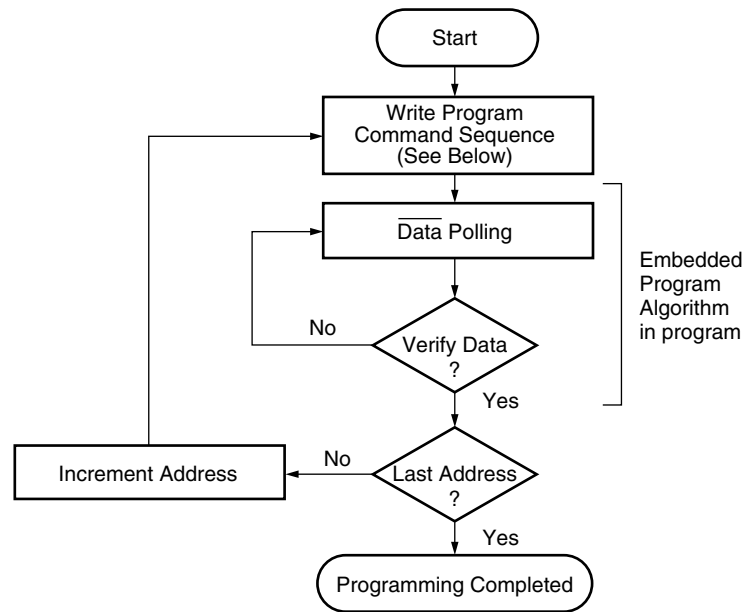 Start
Write Program
Command Sequence
(See Below)
Data Polling
Embedded
Program
Algorithm
in program
No
Verify Data
?
Yes
Increment Address
No
Last Address
?
Yes
Programming Completed